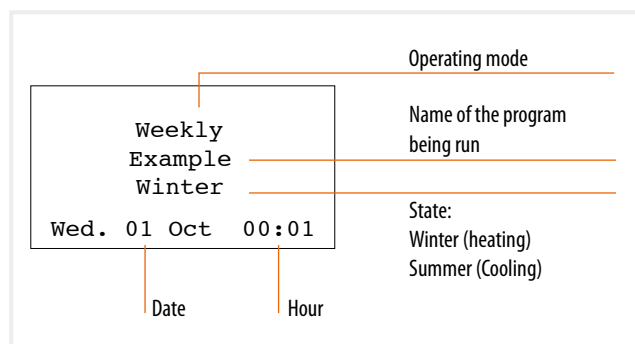 Operating mode
Name of the program
being run
Weekly
Example
Winter
Wed. 01 Oct 00:01
State:
Winter (heating)
Summer (Cooling)
Date
Hour